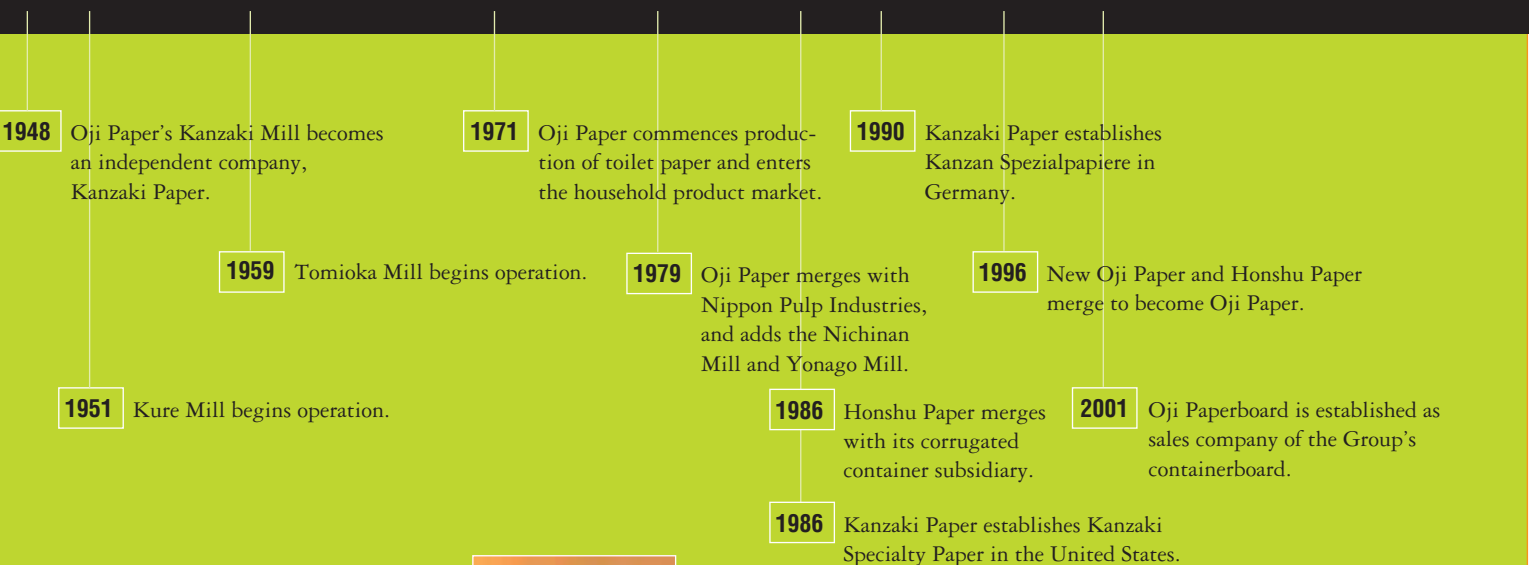 1948 Oji Paper's Kanzaki Mill becomes
an independent company,
Kanzaki Paper.
1951 Kure Mill begins operation.
1959 Tomioka Mill begins operation.
1971 Oji Paper commences produc-
tion of toilet paper and enters
the household product market.
1979 Oji Paper merges with
Nippon Pulp Industries,
and adds the Nichinan
Mill and Yonago Mill.
1986 Honshu Paper merges
with its corrugated
container subsidiary.
1986 Kanzaki Paper establishes Kanzaki
Specialty Paper in the United States.
1990 Kanzaki Paper establishes
Kanzan Spezialpapiere in
Germany.
1996 New Oji Paper and Honshu Paper
merge to become Oji Paper.
2001 Oji Paperboard is established as
sales company of the Group's
containerboard.